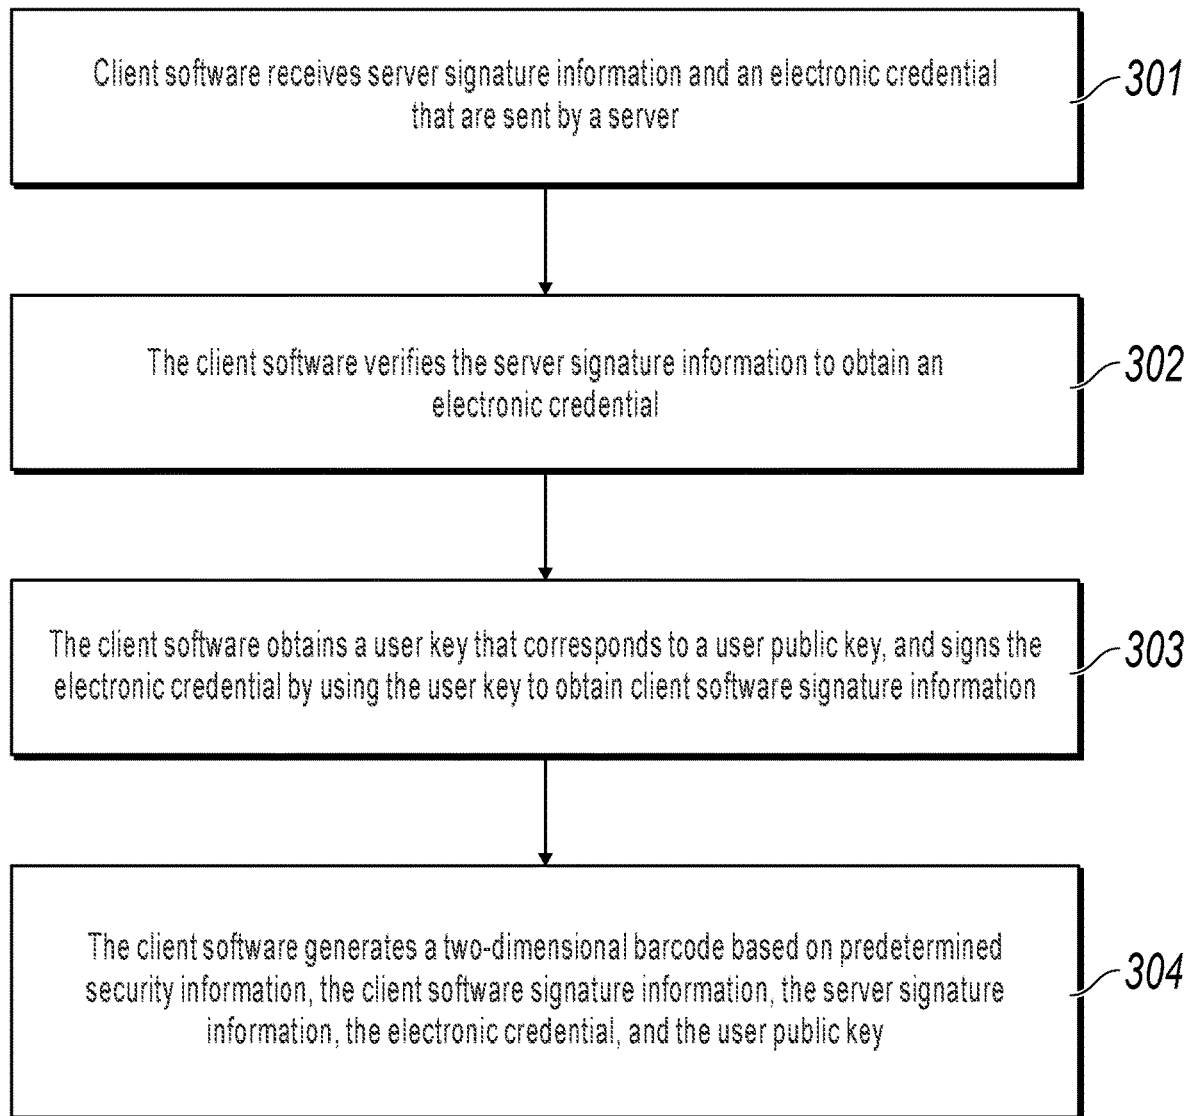 Client software receives server signature information and an electronic credential
that are sent by a server
301
The client software verifies the server signature information to obtain an
electronic credential
302
The client software obtains a user key that corresponds to a user public key, and signs the
electronic credential by using the user key to obtain client software signature information
303
The client software generates a two-dimensional barcode based on predetermined
security information, the client software signature information, the server signature
information, the electronic credential, and the user public key
304